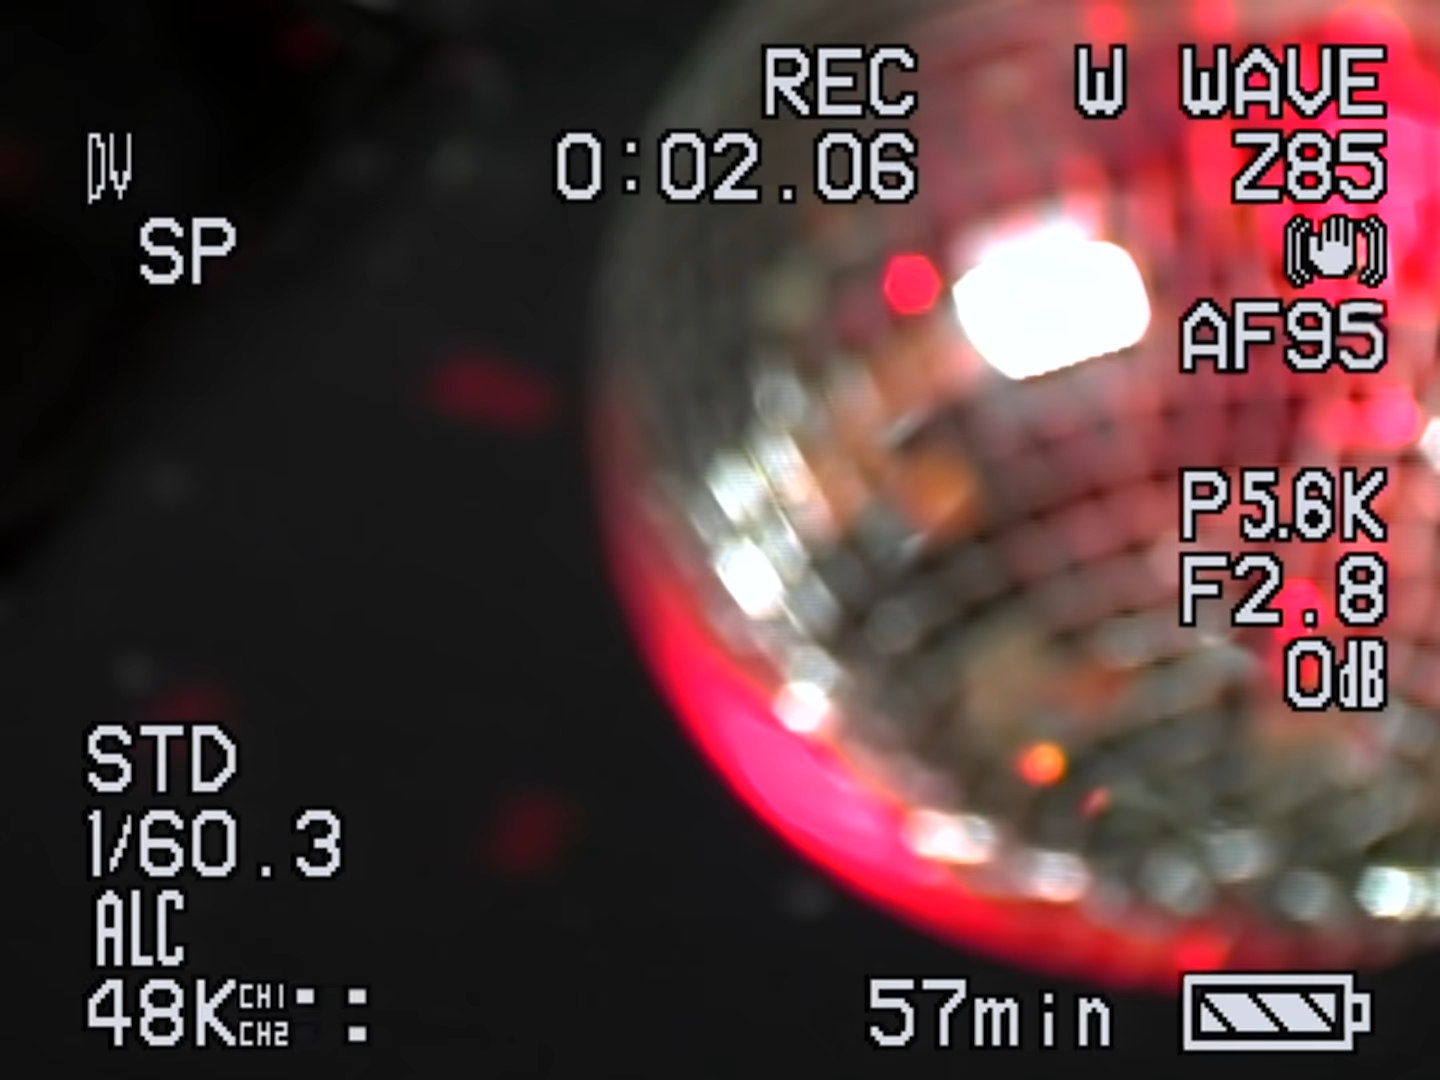 REC W WAVE
DV 0:02.06 Z85
SP
AF95
P5.6K
F2.8
0dB
STD
1/60.3
ALC
48K CH1
CH2
57min